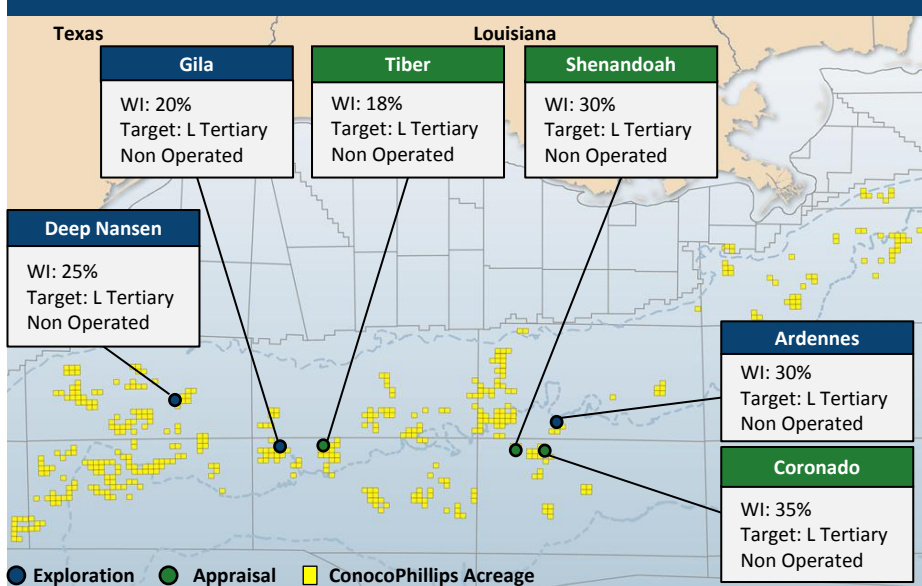 Texas
Louisiana
Gila
WI: 20%
Target: L Tertiary
Non Operated
Tiber
WI: 18%
Target: L Tertiary
Non Operated
Shenandoah
WI: 30%
Target: L Tertiary
Non Operated
Deep Nansen
WI: 25%
Target: L Tertiary
Non Operated
Ardennes
WI: 30%
Target: L Tertiary
Non Operated
Coronado
WI: 35%
Target: L Tertiary
Non Operated
Exploration
Appraisal
ConocoPhillips Acreage